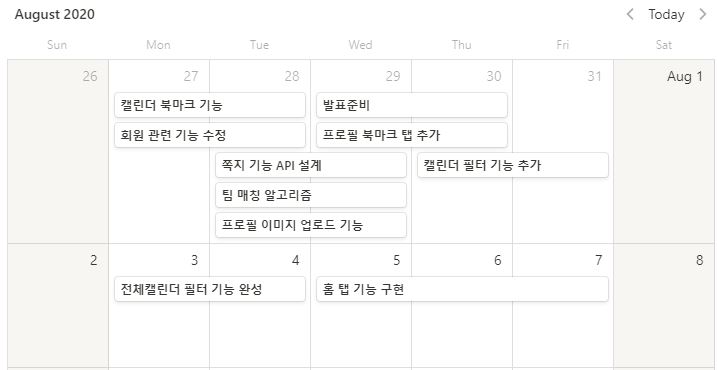 August 2020
Today
Sun Mon Tue Wed Thu Fri Sat
26 27 28 29 30 31 Aug 1
캘린더 북마크 기능 발표준비
회원 관련 기능 수정 프로필 북마크 탭 추가
쪽지 기능 API 설계 캘린더 필터 기능 추가
팀 매칭 알고리즘
프로필 이미지 업로드 기능
2 3 4 5 6 7 8
전체캘린더 필터 기능 완성 홈 탭 기능 구현